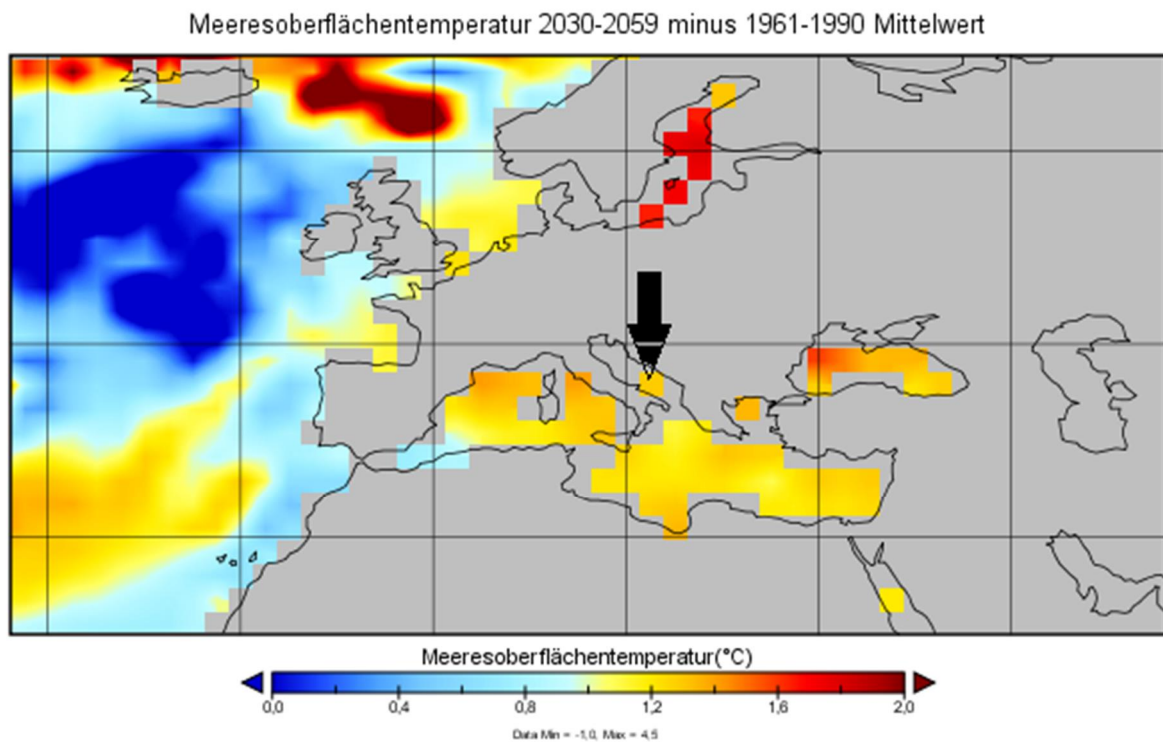 Meeresoberflächentemperatur 2030-2059 minus 1961-1990 Mittelwert
Meeresoberflächentemperatur(°C)
0,0 0,4 0,8 1,2 1,6 2,0
Data Min = -1,0, Max = 4,5